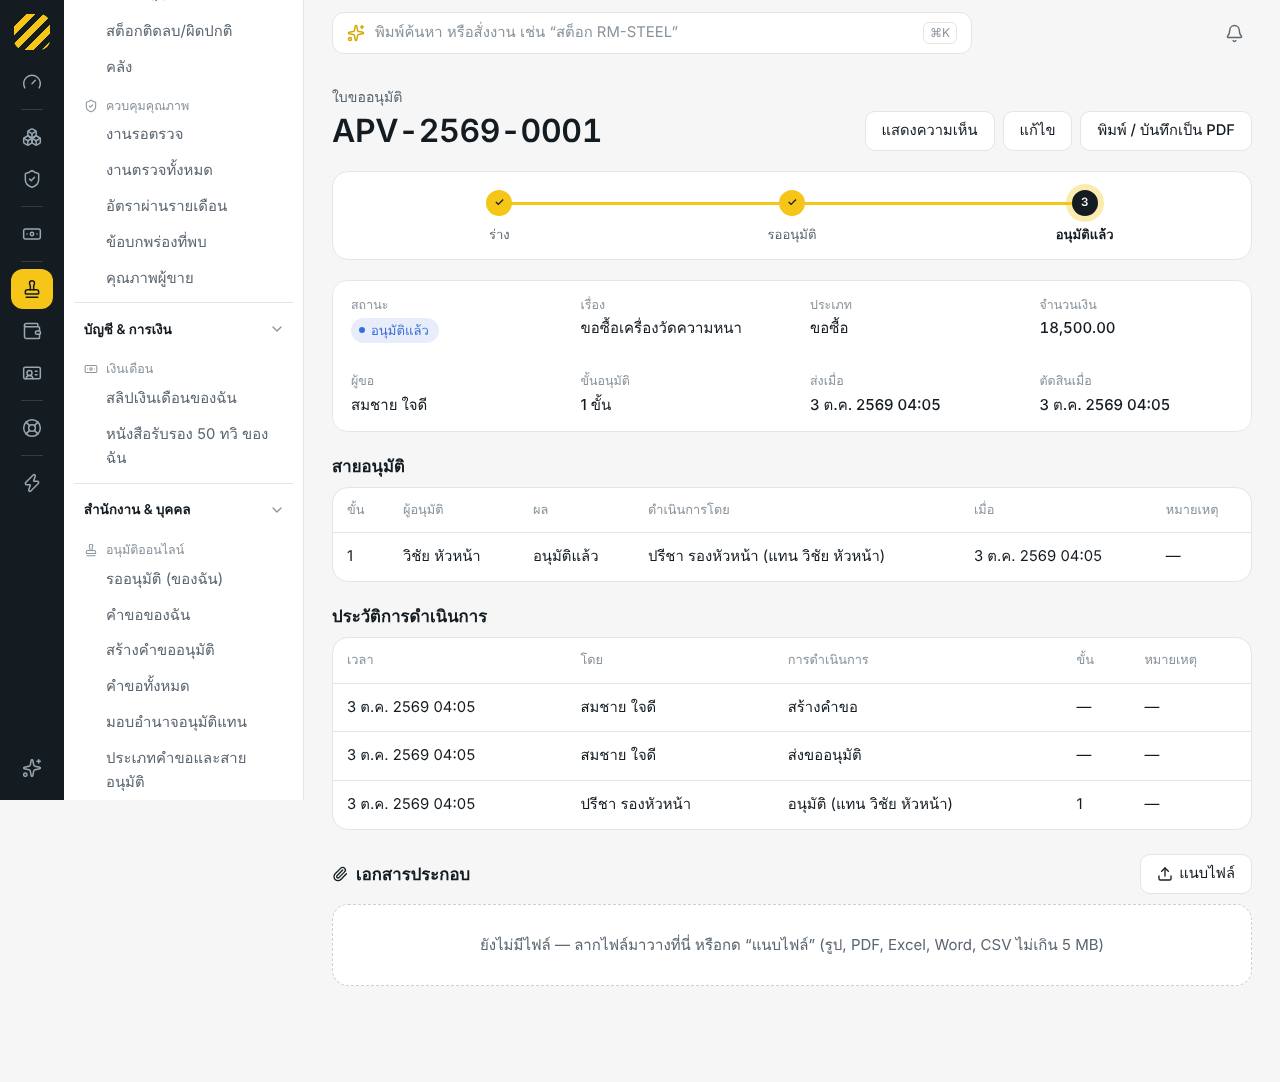 สต็อกติดลบ/ผิดปกติ
คลัง
ควบคุมคุณภาพ
งานรอตรวจ
งานตรวจทั้งหมด
อัตราผ่านรายเดือน
ข้อบกพร่องที่พบ
คุณภาพผู้ขาย
บัญชี & การเงิน
เงินเดือน
สลิปเงินเดือนของฉัน
หนังสือรับรอง 50 ทวิ ของ
ฉัน
สำนักงาน & บุคคล
อนุมัติออนไลน์
รออนุมัติ (ของฉัน)
คำขอของฉัน
สร้างคำขออนุมัติ
คำขอทั้งหมด
มอบอำนาจอนุมัติแทน
ประเภทคำขอและสาย
อนุมัติ
พิมพ์ค้นหา หรือสั่งงาน เช่น “สต็อก RM-STEEL” ⌘K
ใบขออนุมัติ
APV-2569-0001
แสดงความเห็น แก้ไข พิมพ์ / บันทึกเป็น PDF
3
ร่าง รออนุมัติ อนุมัติแล้ว
สถานะ เรื่อง ประเภท จำนวนเงิน
อนุมัติแล้ว ขอซื้อเครื่องวัดความหนา ขอซื้อ 18,500.00
ผู้ขอ ขั้นอนุมัติ ส่งเมื่อ ตัดสินเมื่อ
สมชาย ใจดี 1 ขั้น 3 ต.ค. 2569 04:05 3 ต.ค. 2569 04:05
สายอนุมัติ
ขั้น ผู้อนุมัติ ผล ดำเนินการโดย เมื่อ หมายเหตุ
1 วิชัย หัวหน้า อนุมัติแล้ว ปรีชา รองหัวหน้า (แทน วิชัย หัวหน้า) 3 ต.ค. 2569 04:05 —
ประวัติการดำเนินการ
เวลา โดย การดำเนินการ ขั้น หมายเหตุ
3 ต.ค. 2569 04:05 สมชาย ใจดี สร้างคำขอ — —
3 ต.ค. 2569 04:05 สมชาย ใจดี ส่งขออนุมัติ — —
3 ต.ค. 2569 04:05 ปรีชา รองหัวหน้า อนุมัติ (แทน วิชัย หัวหน้า) 1 —
เอกสารประกอบ แนบไฟล์
ยังไม่มีไฟล์ — ลากไฟล์มาวางที่นี่ หรือกด “แนบไฟล์” (รูป, PDF, Excel, Word, CSV ไม่เกิน 5 MB)